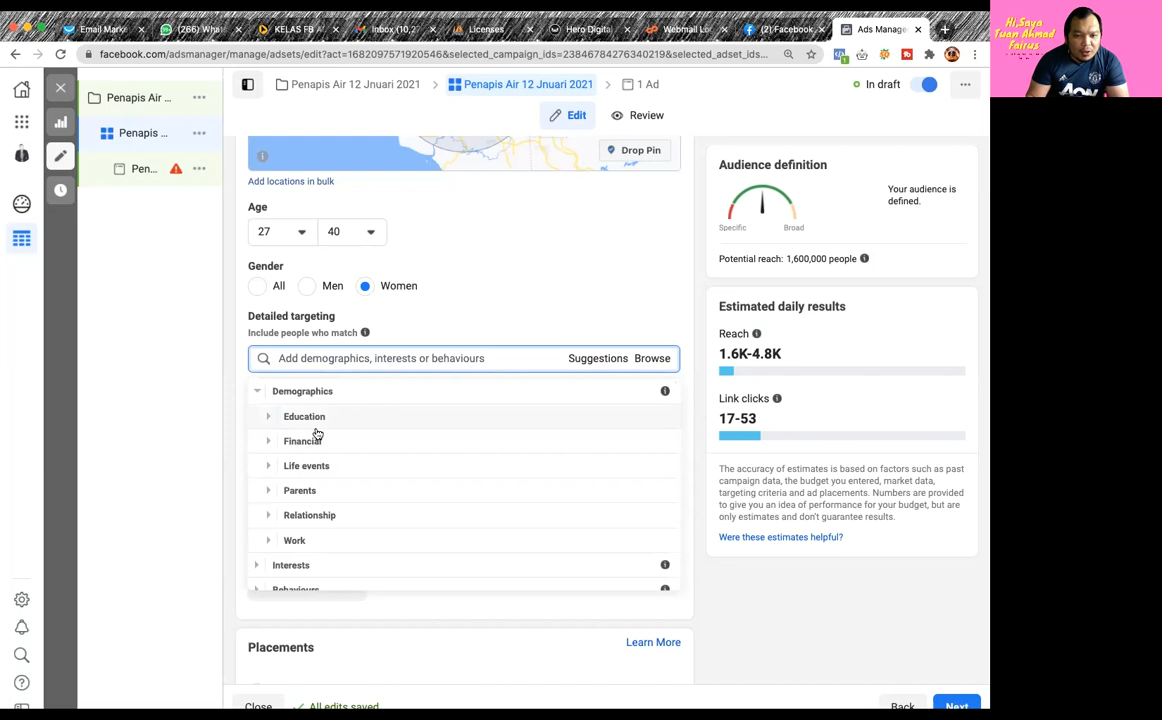 Email Marke
(266) Whats
KELAS FB A
Inbox (10,2
Licenses
Hero Digital
Webmail Lo
(2) Facebook
Ads Manage
facebook.com/adsmanager/manage/adsets/edit?act=1682097571920546&selected_campaign_ids=23846784276340219&selected_adset_ids...
Hi,Saya
Tuan Ahmad
Penapis Air ...
Penapis ...
Pen...
Penapis Air 12 Jnuari 2021
Penapis Air 12 Jnuari 2021
1 Ad
In draft
Edit
Review
Drop Pin
Add locations in bulk
Age
27
40
Gender
All
Men
Women
Detailed targeting
Include people who match
Add demographics, interests or behaviours
Suggestions
Browse
Demographics
Education
Financial
Life events
Parents
Relationship
Work
Interests
Behaviours
Placements
Learn More
Close
All edits saved
Back
Next
Audience definition
Your audience is
defined.
Specific
Broad
Potential reach: 1,600,000 people
Estimated daily results
Reach
1.6K-4.8K
Link clicks
17-53
The accuracy of estimates is based on factors such as past
campaign data, the budget you entered, market data,
targeting criteria and ad placements. Numbers are provided
to give you an idea of performance for your budget, but are
only estimates and don't guarantee results.
Were these estimates helpful?